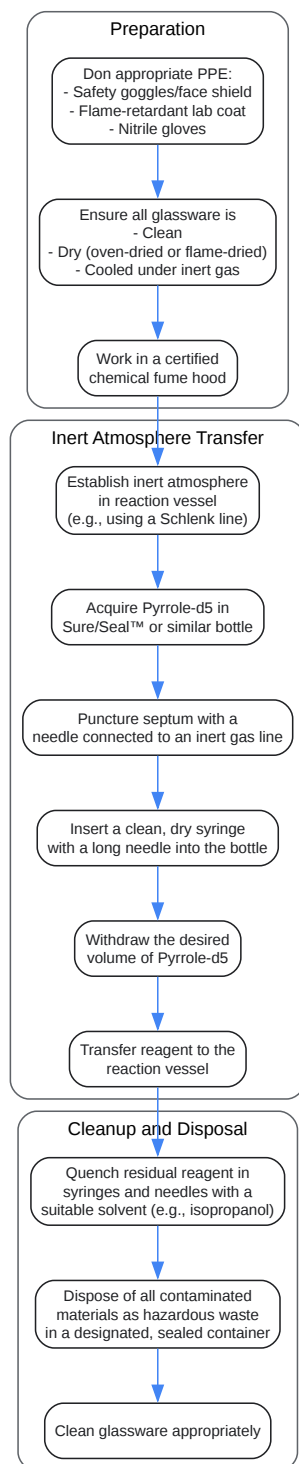 Preparation
Don appropriate PPE:
- Safety goggles/face shield
- Flame-retardant lab coat
- Nitrile gloves
Ensure all glassware is
- Clean
- Dry (oven-dried or flame-dried)
- Cooled under inert gas
Work in a certified
chemical fume hood
Inert Atmosphere Transfer
Establish inert atmosphere
in reaction vessel
(e.g., using a Schlenk line)
Acquire Pyrrole-d5 in
Sure/Seal™ or similar bottle
Puncture septum with a
needle connected to an inert gas line
Insert a clean, dry syringe
with a long needle into the bottle
Withdraw the desired
volume of Pyrrole-d5
Transfer reagent to the
reaction vessel
Cleanup and Disposal
Quench residual reagent in
syringes and needles with a
suitable solvent (e.g., isopropanol)
Dispose of all contaminated
materials as hazardous waste
in a designated, sealed container
Clean glassware appropriately